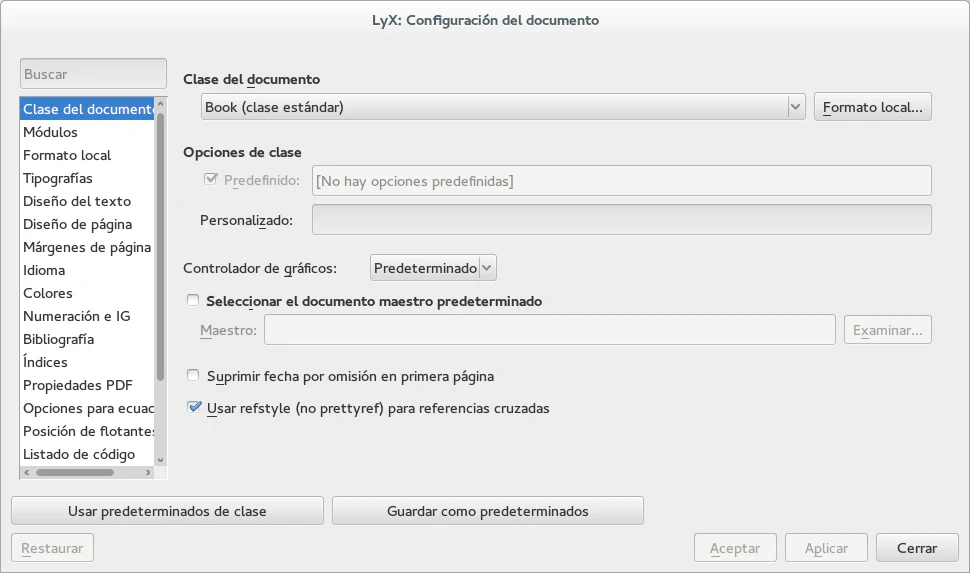 LyX: Configuración del documento
Buscar
Clase del documento
Módulos
Formato local
Tipografías
Diseño del texto
Diseño de página
Márgenes de página
Idioma
Colores
Numeración e IG
Bibliografía
Índices
Propiedades PDF
Opciones para ecuac
Posición de flotantes
Listado de código
Clase del documento
Book (clase estándar)
Formato local...
Opciones de clase
Predefinido:
[No hay opciones predefinidas]
Personalizado:
Controlador de gráficos:
Predeterminado
Seleccionar el documento maestro predeterminado
Maestro:
Examinar...
Suprimir fecha por omisión en primera página
Usar refstyle (no prettyref) para referencias cruzadas
Usar predeterminados de clase
Guardar como predeterminados
Restaurar
Aceptar
Aplicar
Cerrar